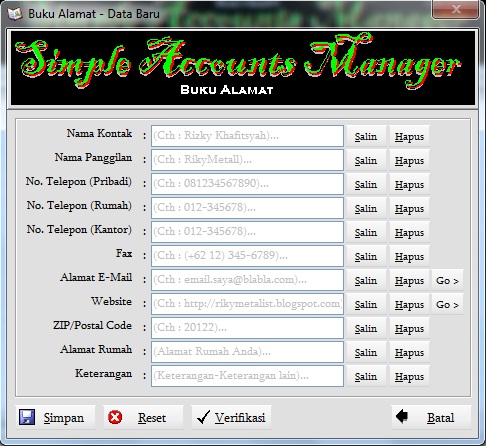 Buku Alamat - Data Baru
Simple Accounts Manager
BUKU ALAMAT
Nama Kontak : (Cth : Rizky Khafitsyah)... Salin Hapus
Nama Panggilan : (Cth : RikyMetall)... Salin Hapus
No. Telepon (Pribadi) : (Cth : 081234567890)... Salin Hapus
No. Telepon (Rumah) : (Cth : 012-345678)... Salin Hapus
No. Telepon (Kantor) : (Cth : 012-345678)... Salin Hapus
Fax : (Cth : (+62 12) 345-6789)... Salin Hapus
Alamat E-Mail : (Cth : email.saya@blabla.com)... Salin Hapus Go >
Website : (Cth : http://rikymetalist.blogspot.com) Salin Hapus Go >
ZIP/Postal Code : (Cth : 20122)... Salin Hapus
Alamat Rumah : (Alamat Rumah Anda)... Salin Hapus
Keterangan : (Keterangan-Keterangan lain)... Salin Hapus
Simpan Reset Verifikasi Batal